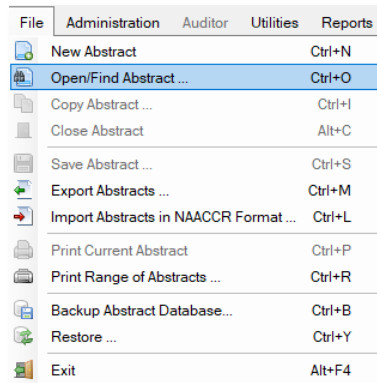 File Administration Auditor Utilities Reports
New Abstract Ctrl+N
Open/Find Abstract ... Ctrl+O
Copy Abstract ... Ctrl+I
Close Abstract Alt+C
Save Abstract ... Ctrl+S
Export Abstracts ... Ctrl+M
Import Abstracts in NAACCR Format ... Ctrl+L
Print Current Abstract Ctrl+P
Print Range of Abstracts ... Ctrl+R
Backup Abstract Database... Ctrl+B
Restore ... Ctrl+Y
Exit Alt+F4